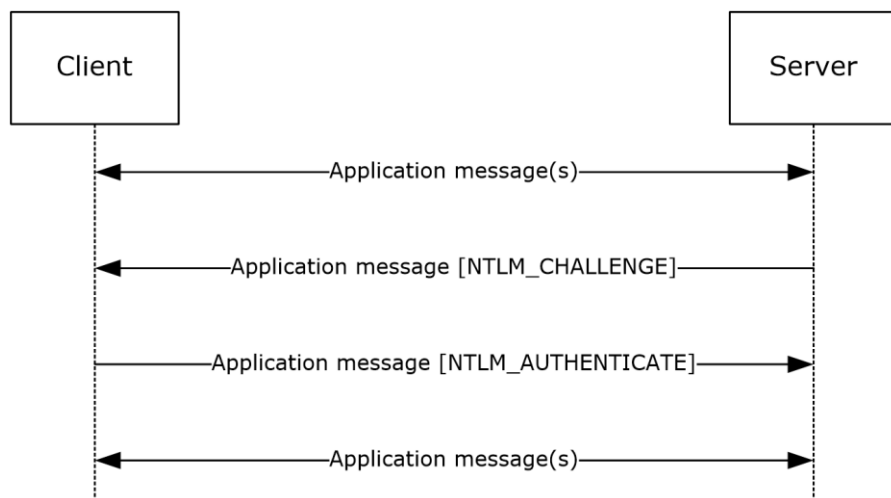 Client
Server
Application message(s)
Application message [NTLM_CHALLENGE]
Application message [NTLM_AUTHENTICATE]
Application message(s)